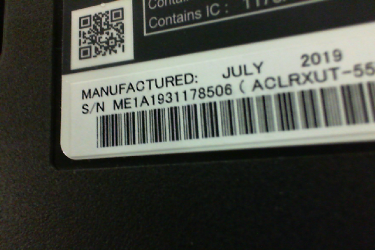 Contains IC :
MANUFACTURED: JULY 2019
S/N ME1A1931178506 ( ACLRXUT-55